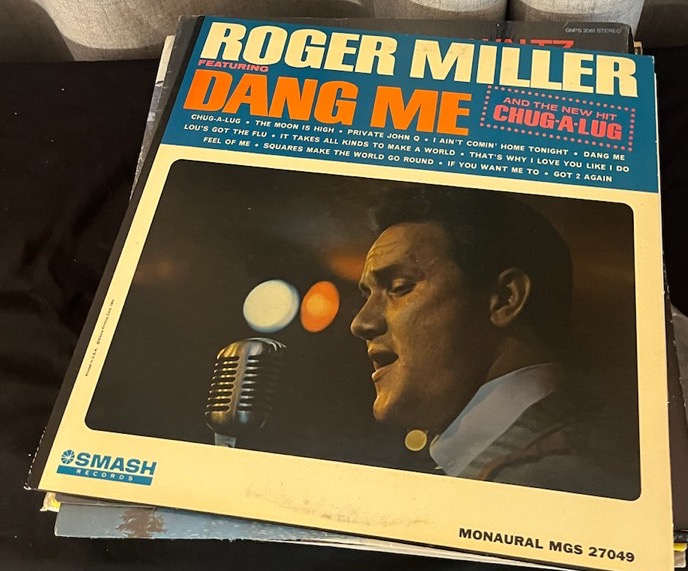 GNPS 2061 STEREO
ROGER MILLER
FEATURING
DANG ME
AND THE NEW HIT
CHUG-A-LUG
CHUG-A-LUG • THE MOON IS HIGH • PRIVATE JOHN Q • I AIN'T COMIN' HOME TONIGHT • DANG ME
LOU'S GOT THE FLU • IT TAKES ALL KINDS TO MAKE A WORLD • THAT'S WHY I LOVE YOU LIKE I DO
FEEL OF ME • SQUARES MAKE THE WORLD GO ROUND • IF YOU WANT ME TO • GOT 2 AGAIN
Printed in U.S.A.
SMASH
RECORDS
MONAURAL MGS 27049